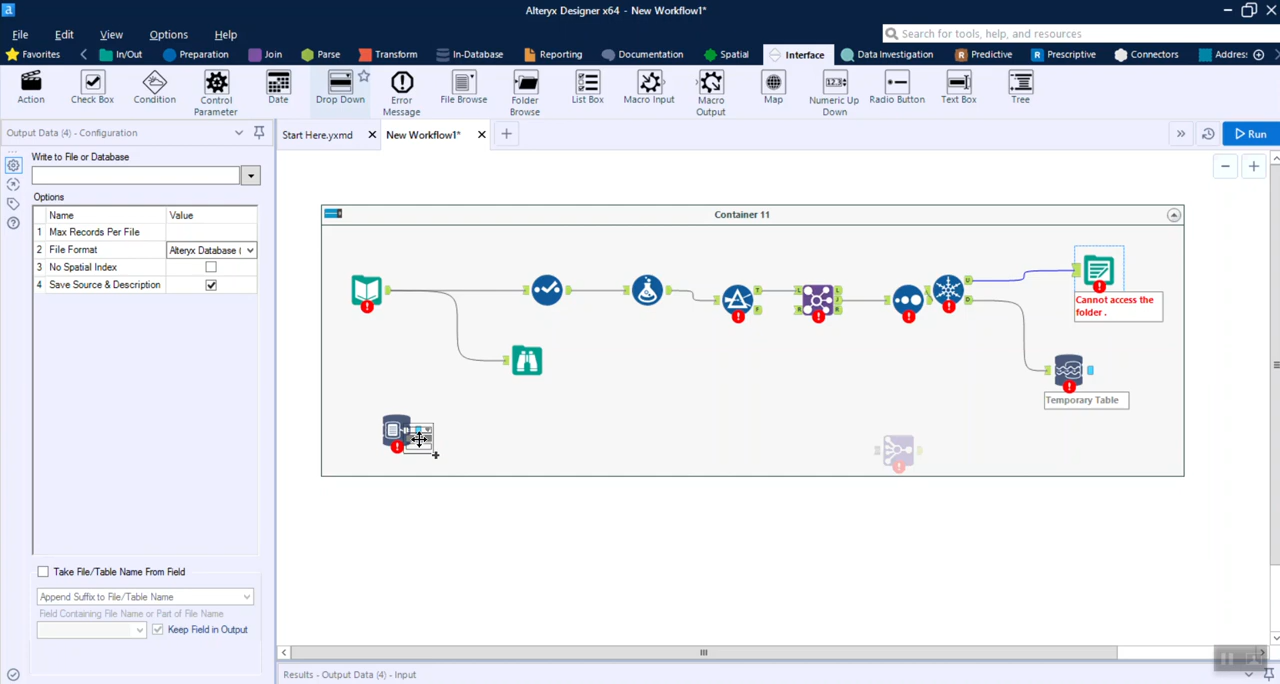 Alteryx Designer x64 - New Workflow1*
File Edit View Options Help
Search for tools, help, and resources
Favorites In/Out Preparation Join Parse Transform In-Database Reporting Documentation Spatial Interface Data Investigation Predictive Prescriptive Connectors Address
Action Check Box Condition Control Parameter Date Drop Down Error Message File Browse Folder Browse List Box Macro Input Macro Output Map Numeric Up Down Radio Button Text Box Tree
Output Data (4) - Configuration
Start Here.yxmd
New Workflow1*
Run
Write to File or Database
Options
Name Value
1 Max Records Per File
2 File Format Alteryx Database (
3 No Spatial Index
4 Save Source & Description
Container 11
Cannot access the
folder .
Temporary Table
Take File/Table Name From Field
Append Suffix to File/Table Name
Field Containing File Name or Part of File Name
Keep Field in Output
Results - Output Data (4) - Input